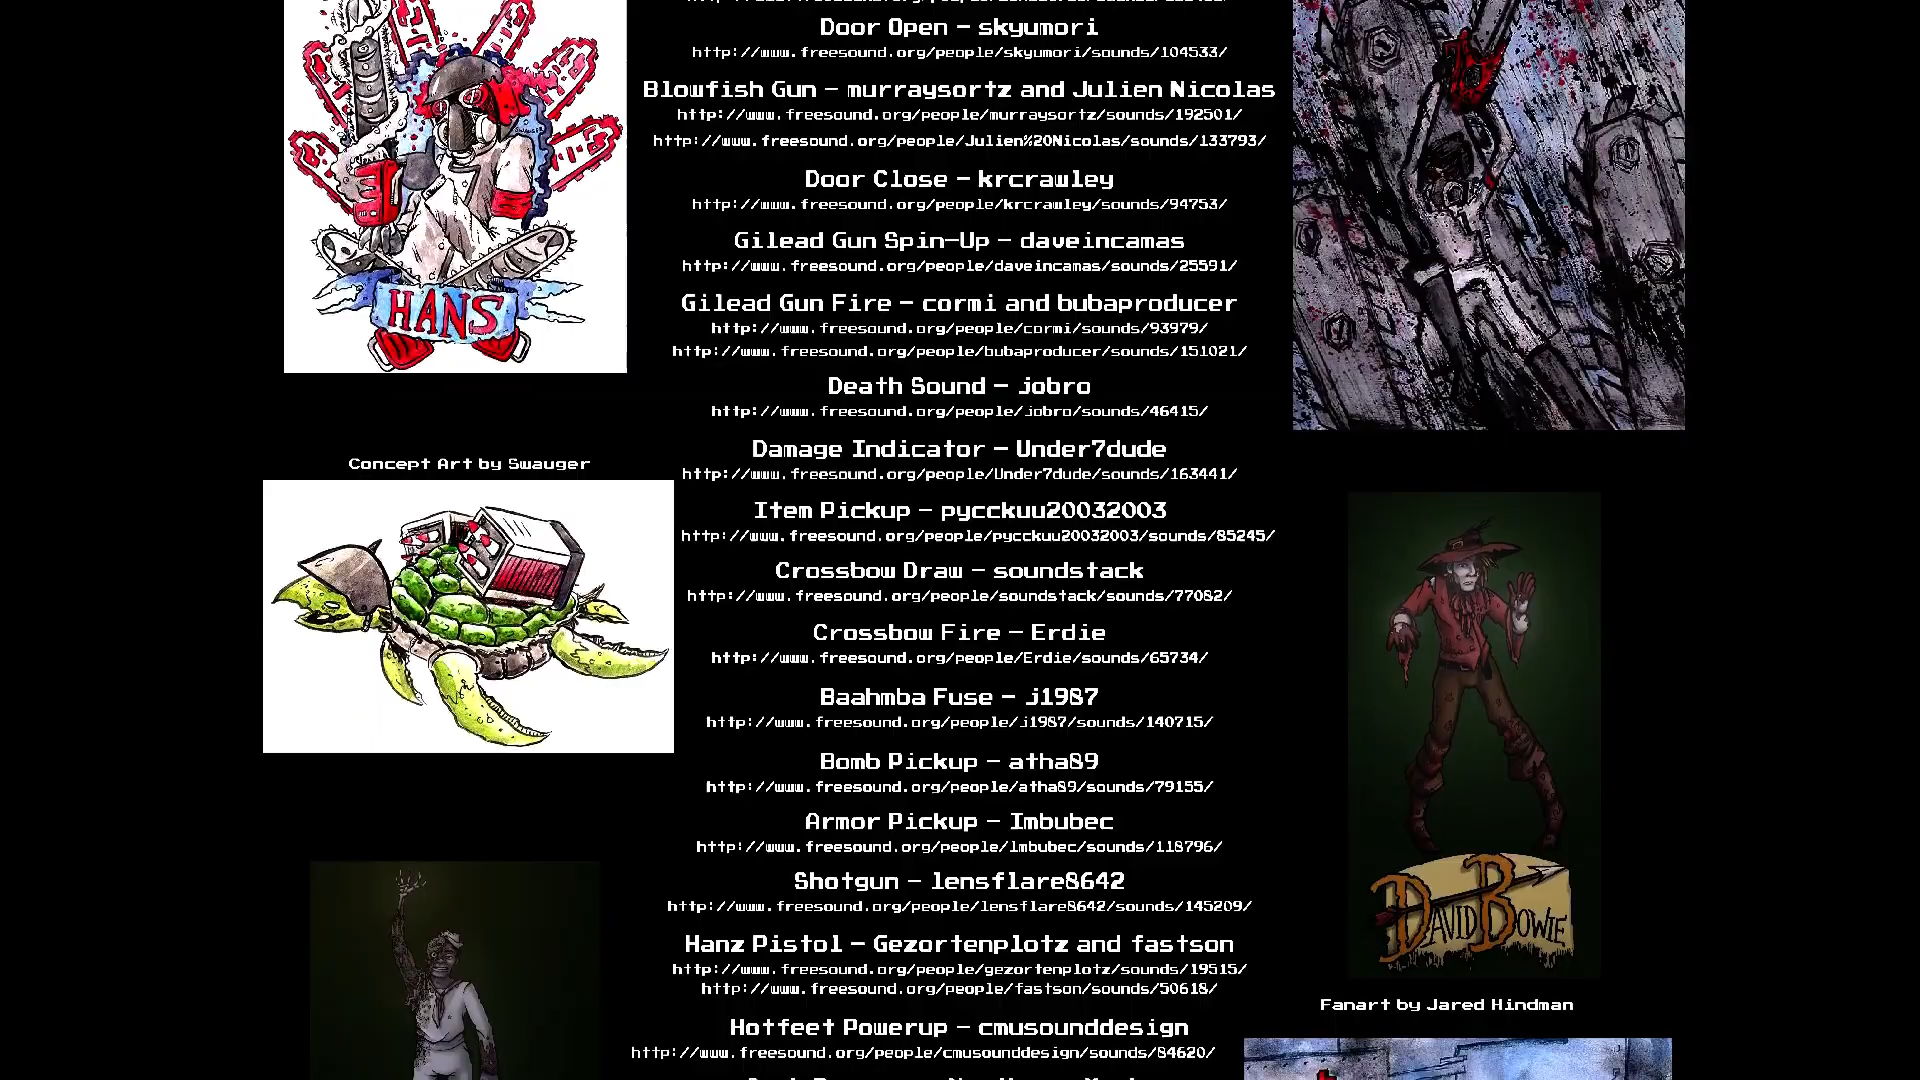 Door Open - skyumori
http://www.freesound.org/people/skyumori/sounds/104533/
Blowfish Gun - murraysortz and Julien Nicolas
http://www.freesound.org/people/murraysortz/sounds/192501/
http://www.freesound.org/people/Julien%20Nicolas/sounds/133793/
Door Close - krcrawley
http://www.freesound.org/people/krcrawley/sounds/94753/
Gilead Gun Spin-Up - daveincamas
http://www.freesound.org/people/daveincamas/sounds/25591/
Gilead Gun Fire - cormi and bubaproducer
http://www.freesound.org/people/cormi/sounds/93979/
http://www.freesound.org/people/bubaproducer/sounds/151021/
HANS
Death Sound - jobro
http://www.freesound.org/people/jobro/sounds/46415/
Damage Indicator - Under7dude
http://www.freesound.org/people/Under7dude/sounds/163441/
Concept Art by Swauger
Item Pickup - pycckuu20032003
http://www.freesound.org/people/pycckuu20032003/sounds/85245/
Crossbow Draw - soundstack
http://www.freesound.org/people/soundstack/sounds/77082/
Crossbow Fire - Erdie
http://www.freesound.org/people/Erdie/sounds/65734/
Baahmba Fuse - j1987
http://www.freesound.org/people/j1987/sounds/140715/
Bomb Pickup - atha89
http://www.freesound.org/people/atha89/sounds/79155/
Armor Pickup - lmbubec
http://www.freesound.org/people/lmbubec/sounds/118796/
Shotgun - lensflare8642
http://www.freesound.org/people/lensflare8642/sounds/145209/
Hanz Pistol - Gezortenplotz and fastson
http://www.freesound.org/people/gezortenplotz/sounds/19515/
http://www.freesound.org/people/fastson/sounds/50618/
DAVID BOWIE
Fanart by Jared Hindman
Hotfeet Powerup - cmusounddesign
http://www.freesound.org/people/cmusounddesign/sounds/84620/